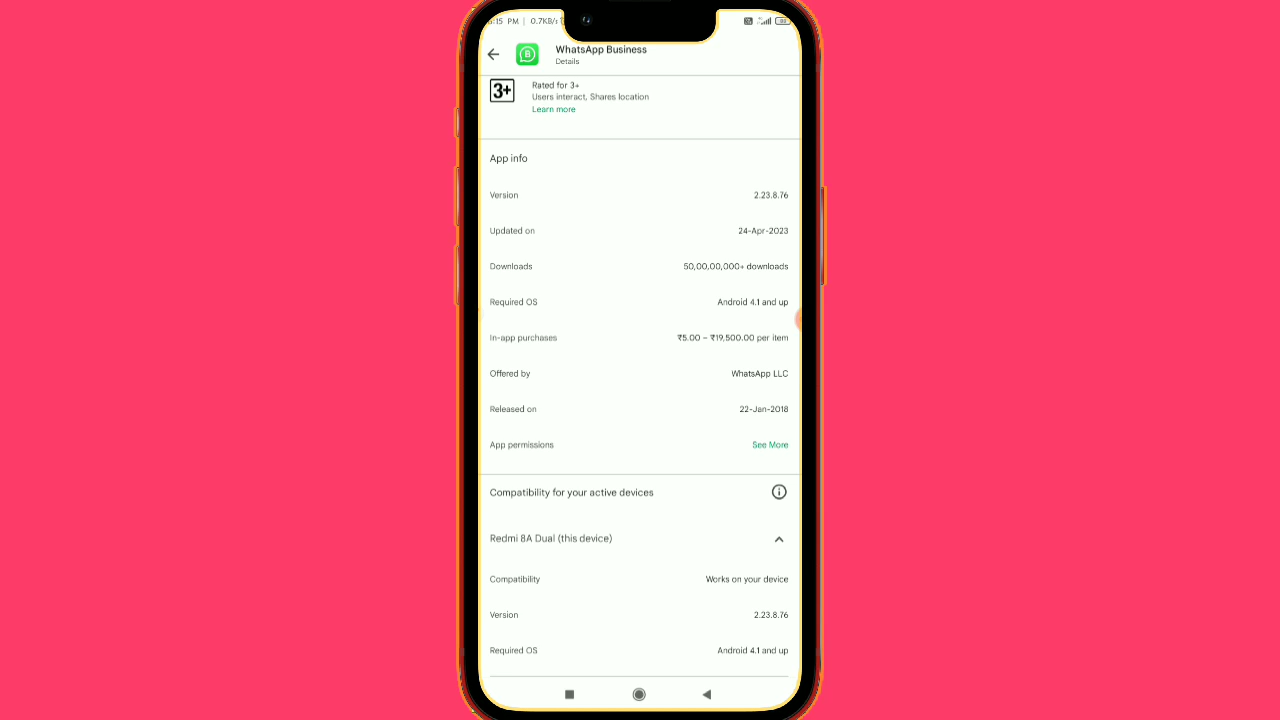 :15 PM | 0.7KB/s
WhatsApp Business
Details
3+
Rated for 3+
Users interact, Shares location
Learn more
App info
Version 2.23.8.76
Updated on 24-Apr-2023
Downloads 50,00,00,000+ downloads
Required OS Android 4.1 and up
In-app purchases ₹5.00 – ₹19,500.00 per item
Offered by WhatsApp LLC
Released on 22-Jan-2018
App permissions See More
Compatibility for your active devices
Redmi 8A Dual (this device)
Compatibility Works on your device
Version 2.23.8.76
Required OS Android 4.1 and up